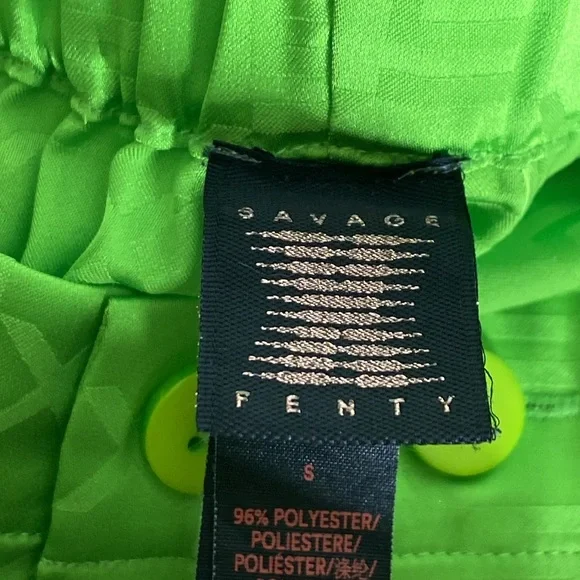 SAVAGE
FENTY
S
96% POLYESTER/
POLIESTERE/
POLIÉSTER/涤纶/